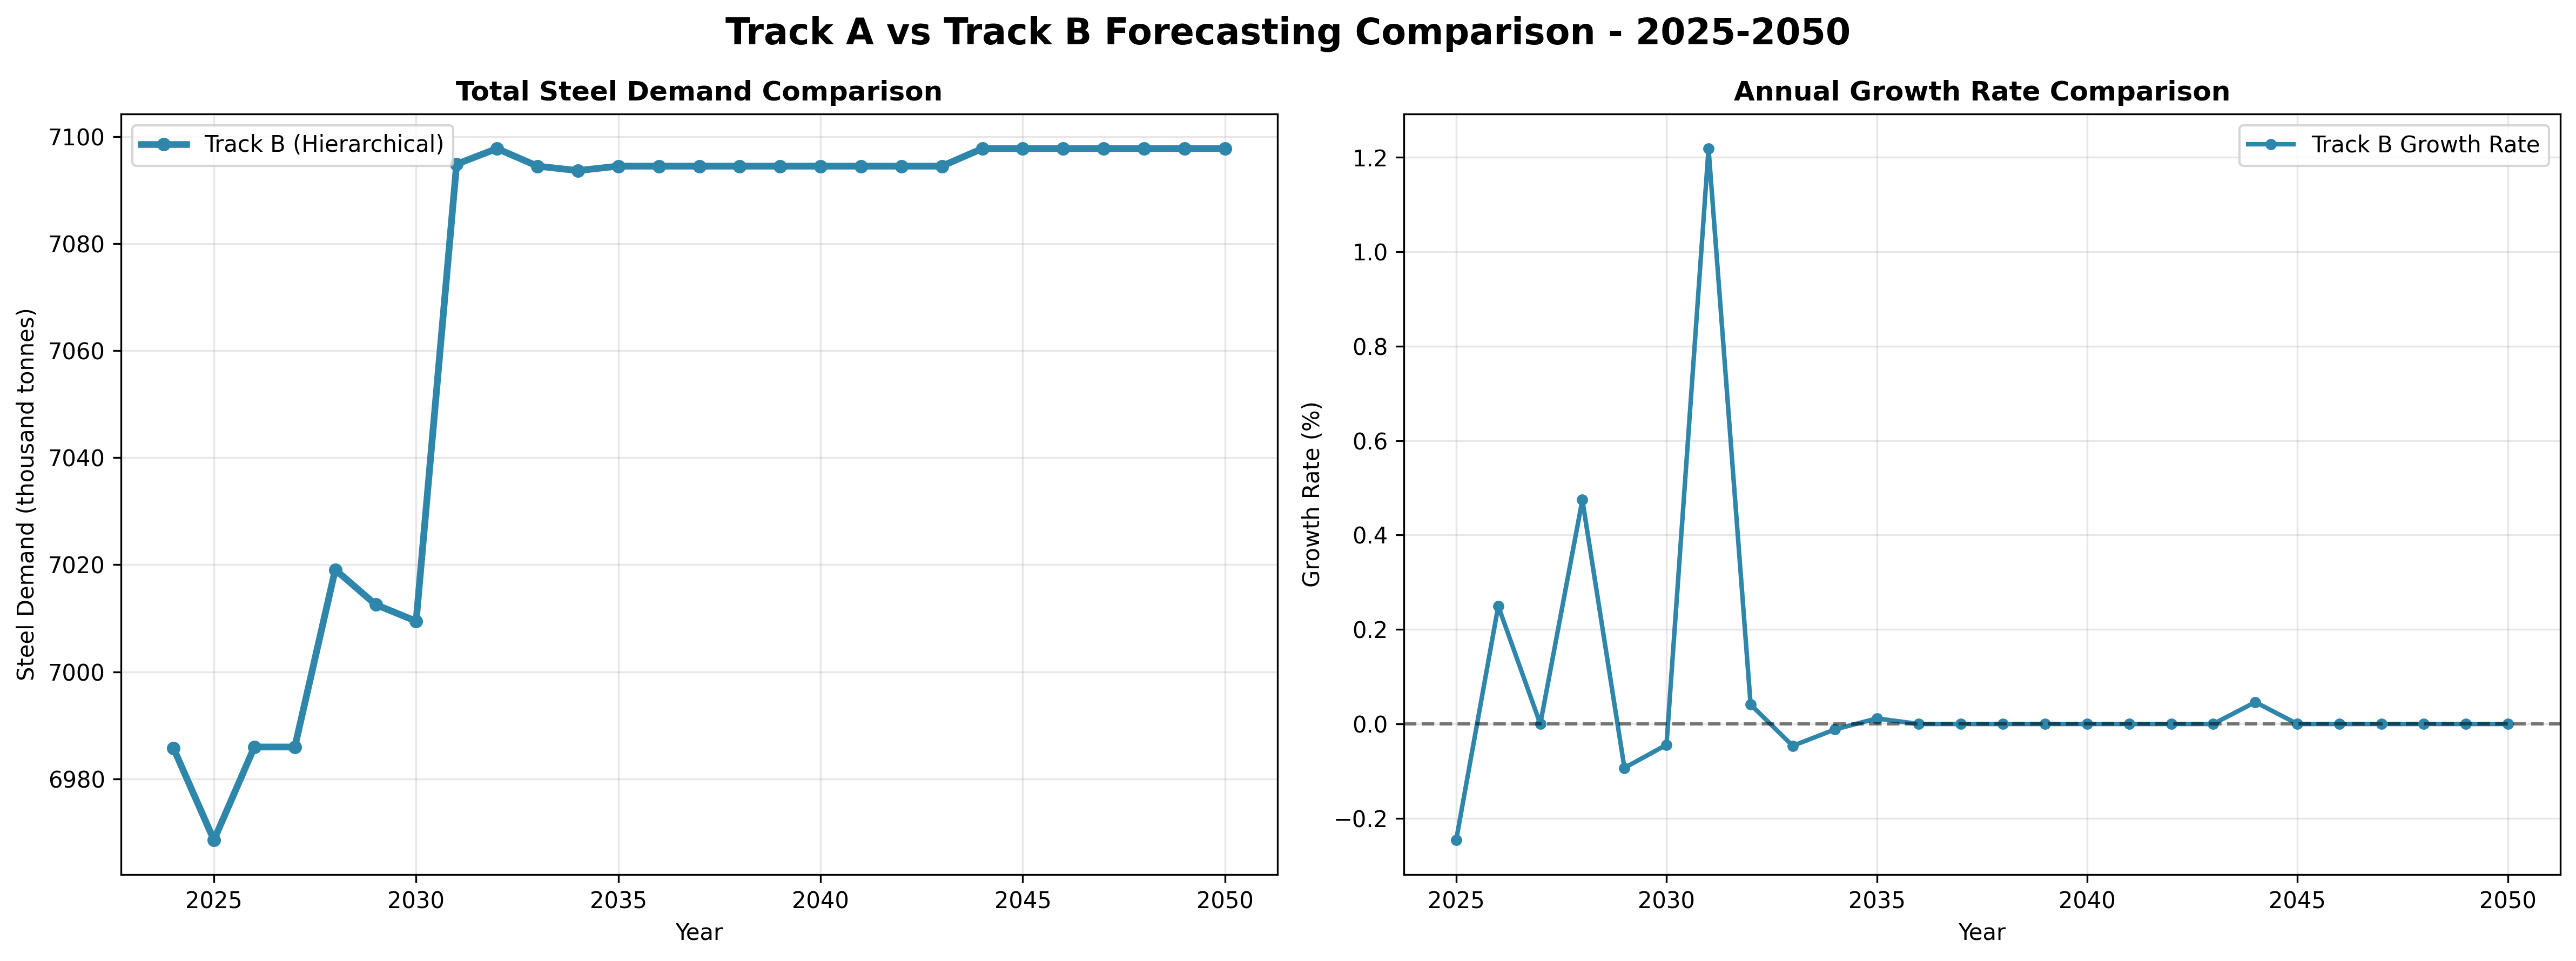 Track A vs Track B Forecasting Comparison - 2025-2050
Total Steel Demand Comparison
Track B (Hierarchical)
Steel Demand (thousand tonnes)
7100
7080
7060
7040
7020
7000
6980
2025 2030 2035 2040 2045 2050
Year
Annual Growth Rate Comparison
Track B Growth Rate
Growth Rate (%)
1.2
1.0
0.8
0.6
0.4
0.2
0.0
−0.2
2025 2030 2035 2040 2045 2050
Year